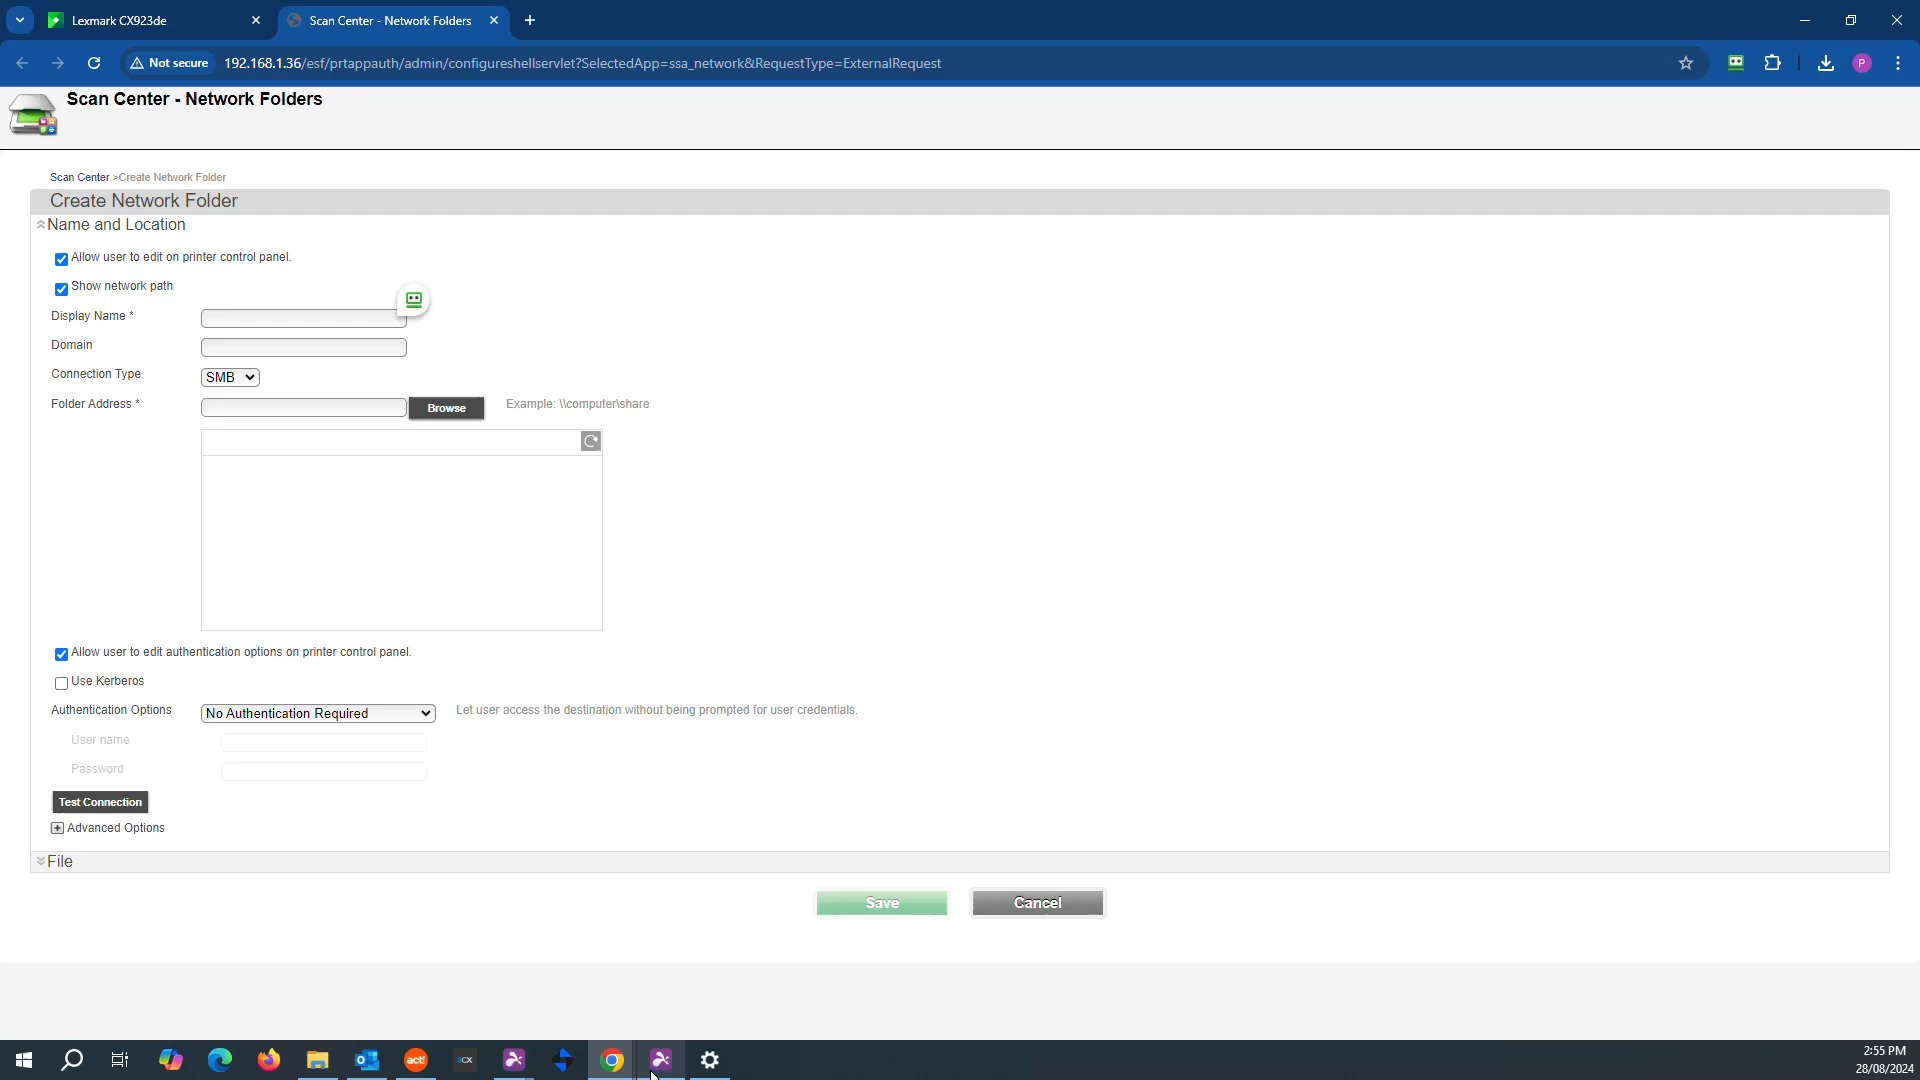 Lexmark CX923de
Scan Center - Network Folders
Not secure
192.168.1.36/esf/prtappauth/admin/configureshellservlet?SelectedApp=ssa_network&RequestType=ExternalRequest
P
Scan Center - Network Folders
Scan Center >Create Network Folder
Create Network Folder
Name and Location
Allow user to edit on printer control panel.
Show network path
Display Name *
Domain
Connection Type SMB
Folder Address * Browse Example: \\computer\share
Allow user to edit authentication options on printer control panel.
Use Kerberos
Authentication Options No Authentication Required Let user access the destination without being prompted for user credentials.
User name
Password
Test Connection
Advanced Options
File
Save Cancel
act! 3CX
2:55 PM
28/08/2024